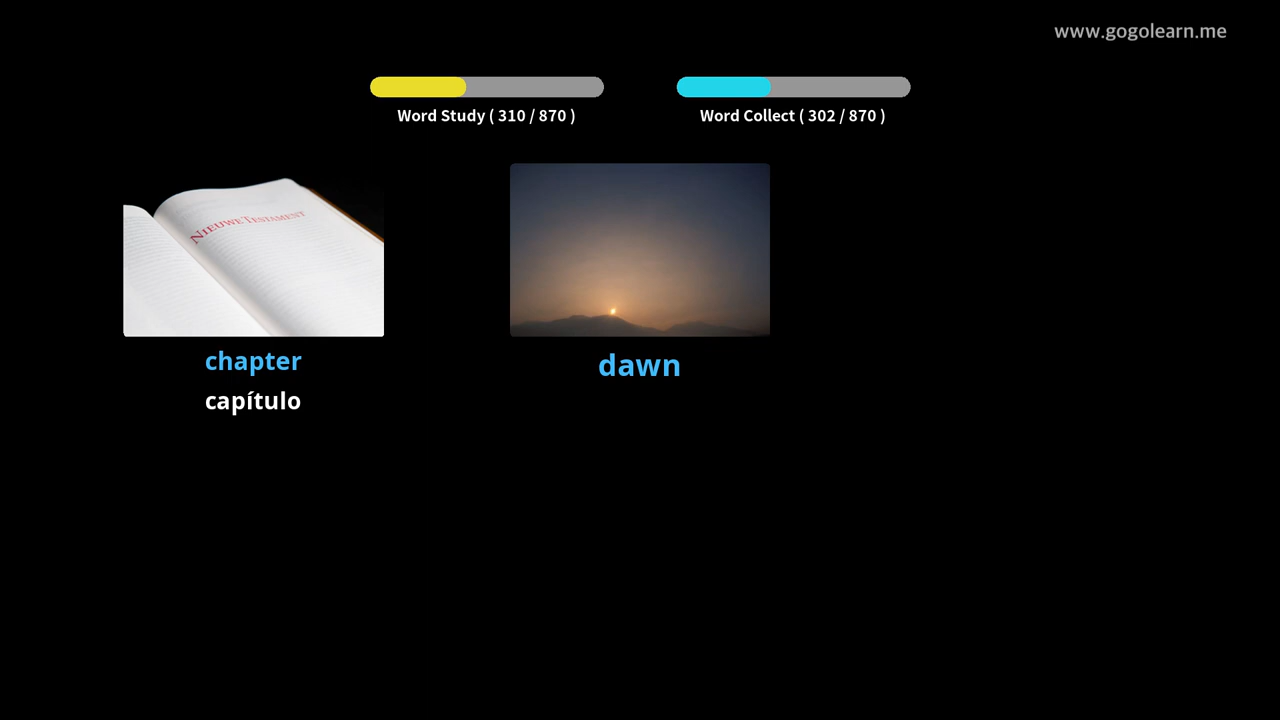 www.gogolearn.me
Word Study ( 310 / 870 )
Word Collect ( 302 / 870 )
NIEUWE TESTAMENT
chapter
capítulo
dawn